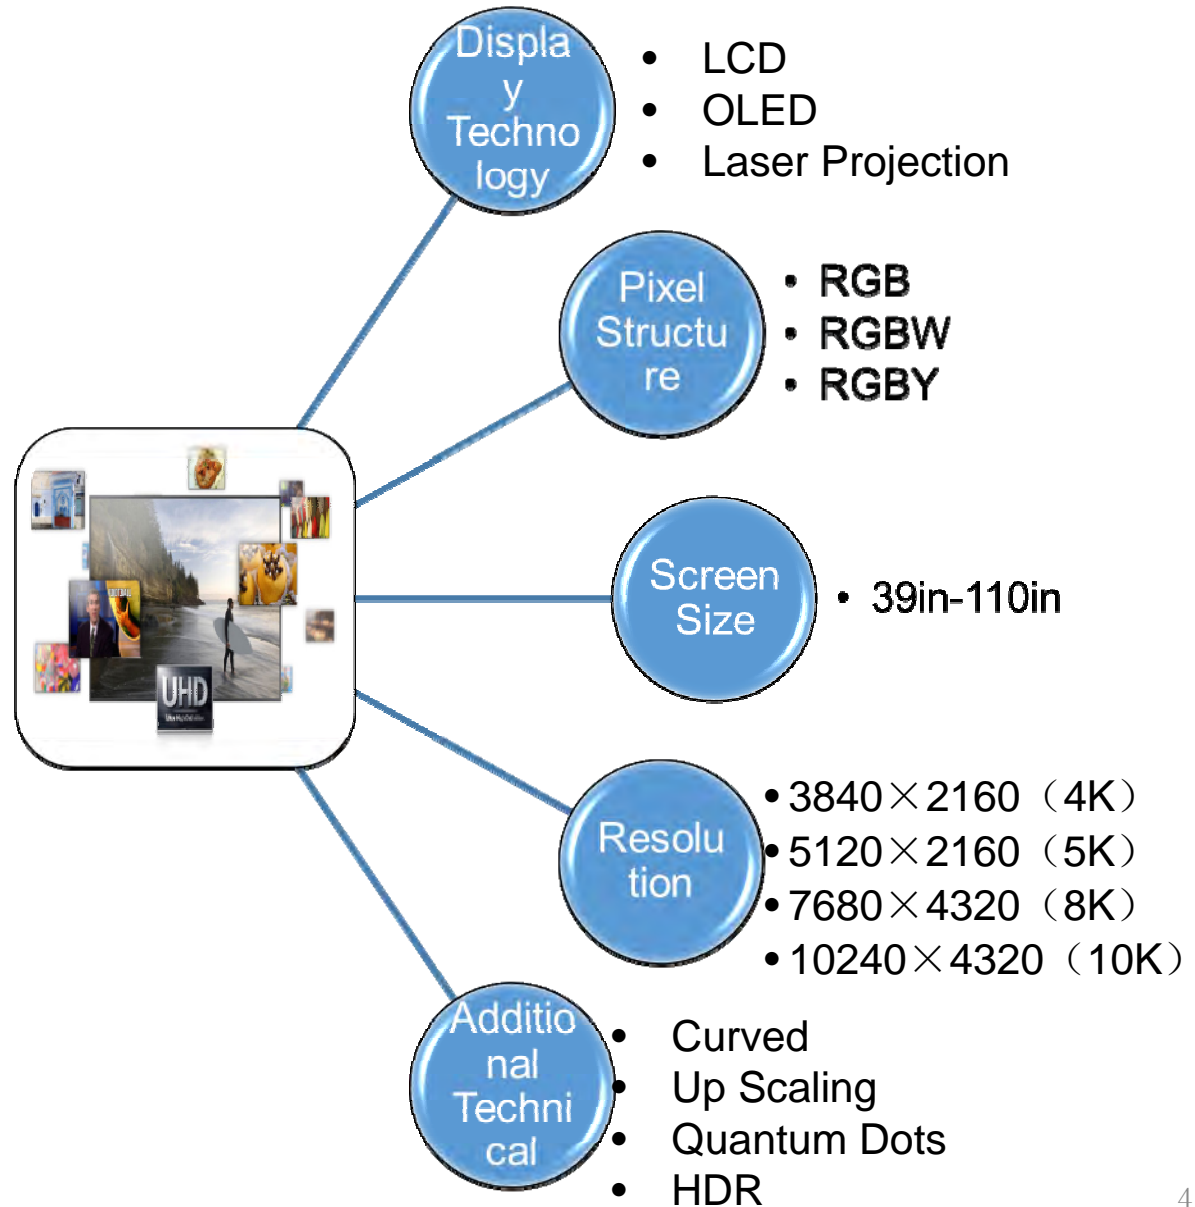 Displa
y
Techno
logy
• LCD
• OLED
• Laser Projection
Pixel
Structu
re
• RGB
• RGBW
• RGBY
UHD
Screen
Size
• 39in-110in
Resolu
tion
• 3840×2160（4K）
• 5120×2160（5K）
• 7680×4320（8K）
• 10240×4320（10K）
Additio
nal
Techni
cal
• Curved
• Up Scaling
• Quantum Dots
• HDR
4